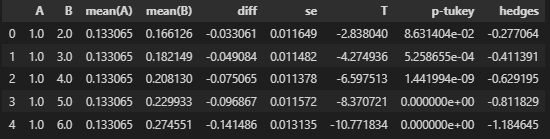 A B mean(A) mean(B) diff se T p-tukey hedges
0 1.0 2.0 0.133065 0.166126 -0.033061 0.011649 -2.838040 8.631404e-02 -0.277064
1 1.0 3.0 0.133065 0.182149 -0.049084 0.011482 -4.274936 5.258655e-04 -0.411391
2 1.0 4.0 0.133065 0.208130 -0.075065 0.011378 -6.597513 1.441994e-09 -0.629195
3 1.0 5.0 0.133065 0.229933 -0.096867 0.011572 -8.370721 0.000000e+00 -0.811829
4 1.0 6.0 0.133065 0.274551 -0.141486 0.013135 -10.771834 0.000000e+00 -1.184645